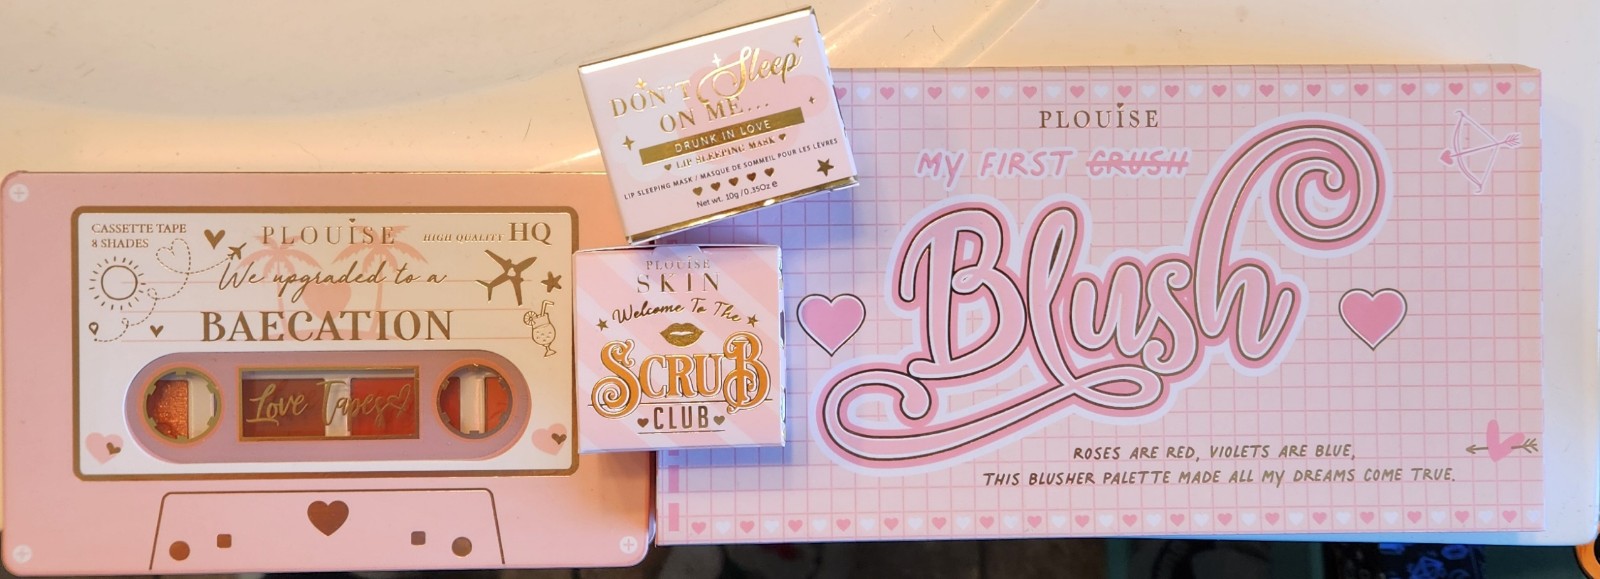 CASSETTE TAPE
8 SHADES
PLOUISE
HIGH QUALITY HQ
We upgraded to a
BAECATION
Love Tapes
DON'T Sleep
ON ME...
DRUNK IN LOVE
LIP SLEEPING MASK
LIP SLEEPING MASK / MASQUE DE SOMMEIL POUR LES LÈVRES
Net wt. 10g / 0.35Oz e
PLOUISE
SKIN
Welcome To The
SCRUB
CLUB
PLOUISE
MY FIRST CRUSH
Blush
ROSES ARE RED, VIOLETS ARE BLUE,
THIS BLUSHER PALETTE MADE ALL MY DREAMS COME TRUE.